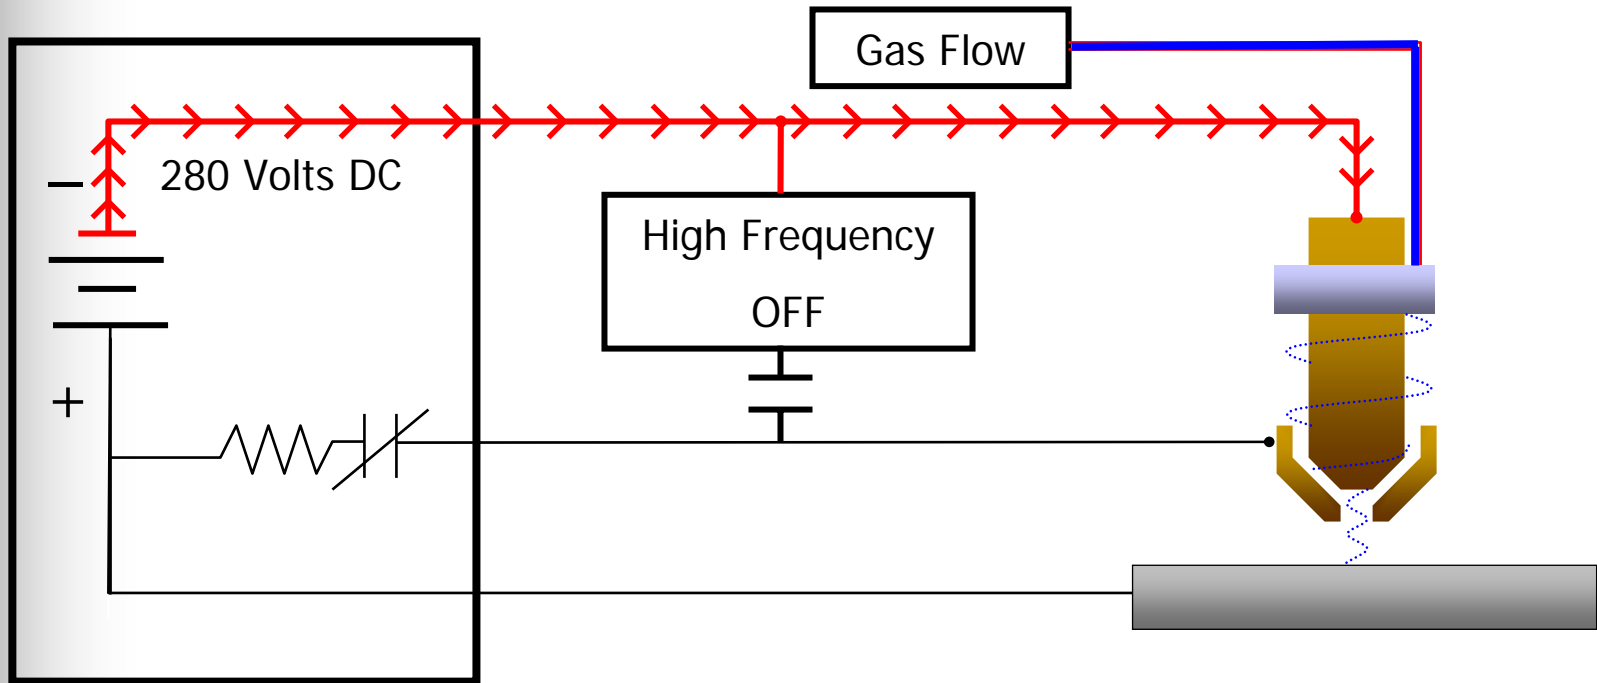 Gas Flow
280 Volts DC
−
High Frequency
OFF
+